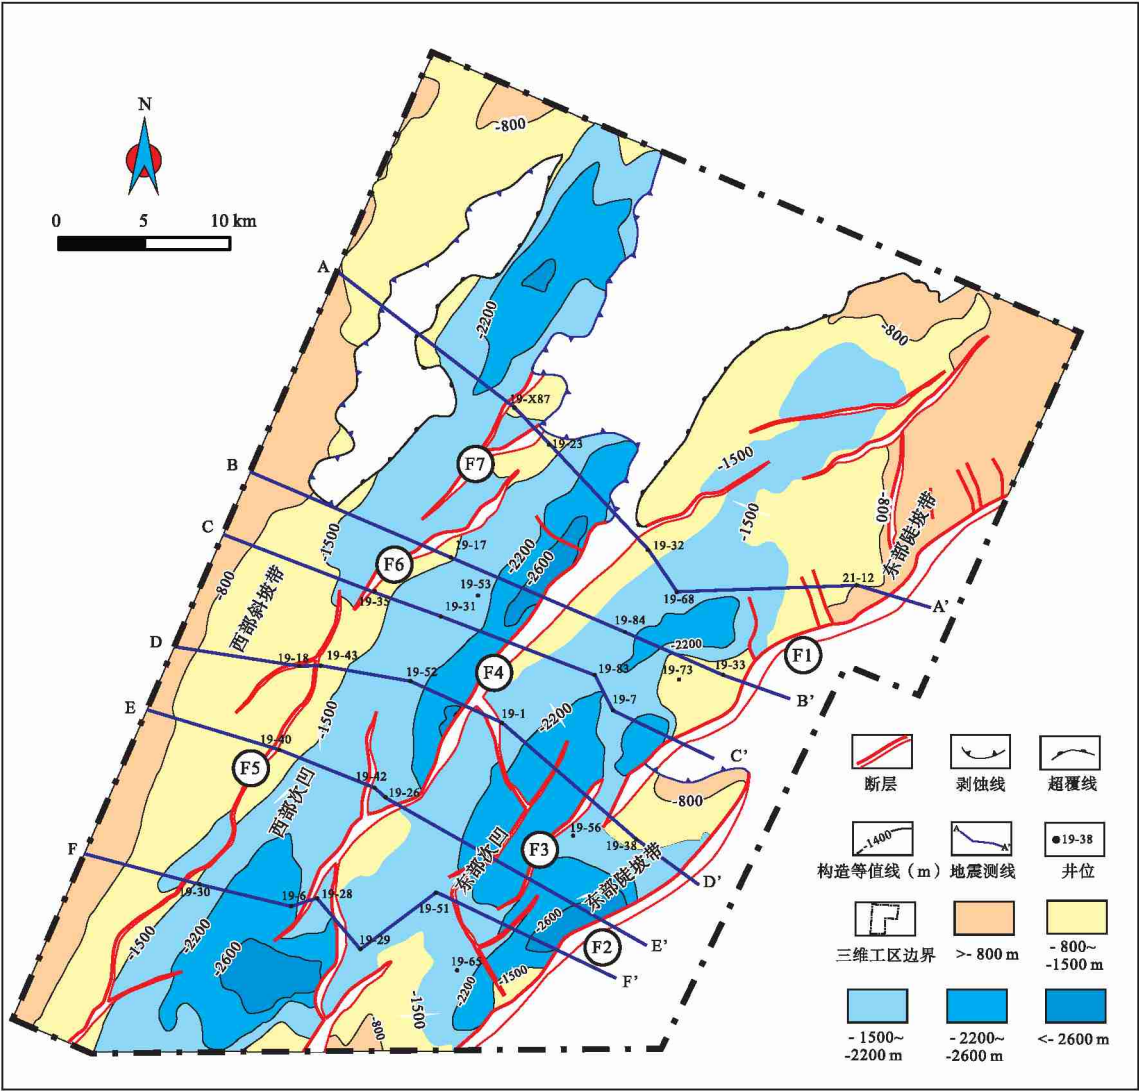 N
0 5 10 km
-800
A
-2200
-800
19-X87
19-23
F7
B
-1500
-1500
-800
东部陡坡带
C
-1500
19-17
F6
-2200
-2600
19-32
-800
西部斜坡带
19-35
19-53
19-31
19-68
21-12
A'
D
19-18
19-43
19-52
F4
19-84
-2200
19-83
19-73
19-33
F1
B'
E
-1500
19-1
19-7
-2200
C'
19-40
F5
西部次凹
19-42
19-26
-800
F
东部次凹
F3
19-56
19-38
东部陡坡带
D'
19-30
19-6
19-28
19-51
-1500
-2200
-2600
19-29
-2600
F2
E'
19-65
-2200
-1500
F'
-1500
-800
断层
剥蚀线
超覆线
-1400
A
A'
19-38
构造等值线（m）
地震测线
井位
三维工区边界
>- 800 m
- 800~
-1500 m
- 1500~
-2200 m
- 2200~
-2600 m
<- 2600 m